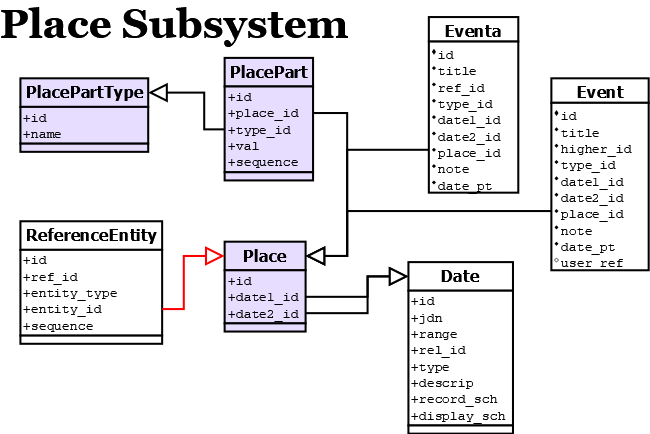 Place Subsystem
PlacePartType
+id
+name
PlacePart
+id
+place_id
+type_id
+val
+sequence
Eventa
id
title
ref_id
type_id
date1_id
date2_id
place_id
note
date_pt
Event
id
title
higher_id
type_id
date1_id
date2_id
place_id
note
date_pt
user_ref
ReferenceEntity
+id
+ref_id
+entity_type
+entity_id
+sequence
Place
+id
+date1_id
+date2_id
Date
+id
+jdn
+range
+rel_id
+type
+descrip
+record_sch
+display_sch